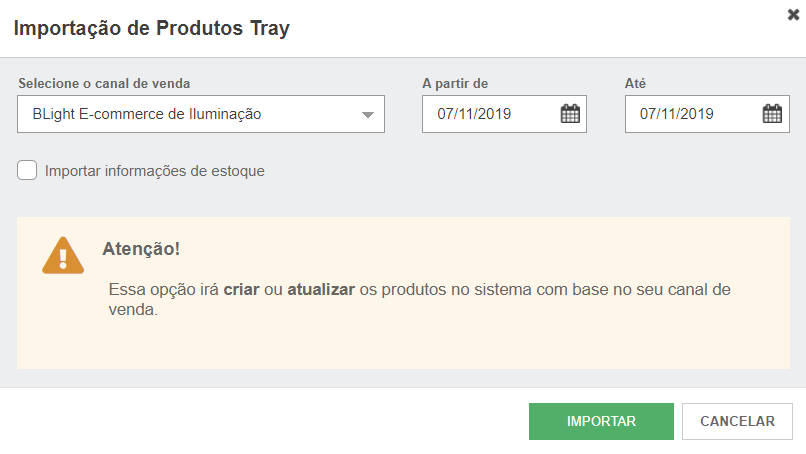 Importação de Produtos Tray
Selecione o canal de venda
A partir de
Até
BLight E-commerce de Iluminação
07/11/2019
07/11/2019
Importar informações de estoque
Atenção!
Essa opção irá criar ou atualizar os produtos no sistema com base no seu canal de
venda.
IMPORTAR
CANCELAR